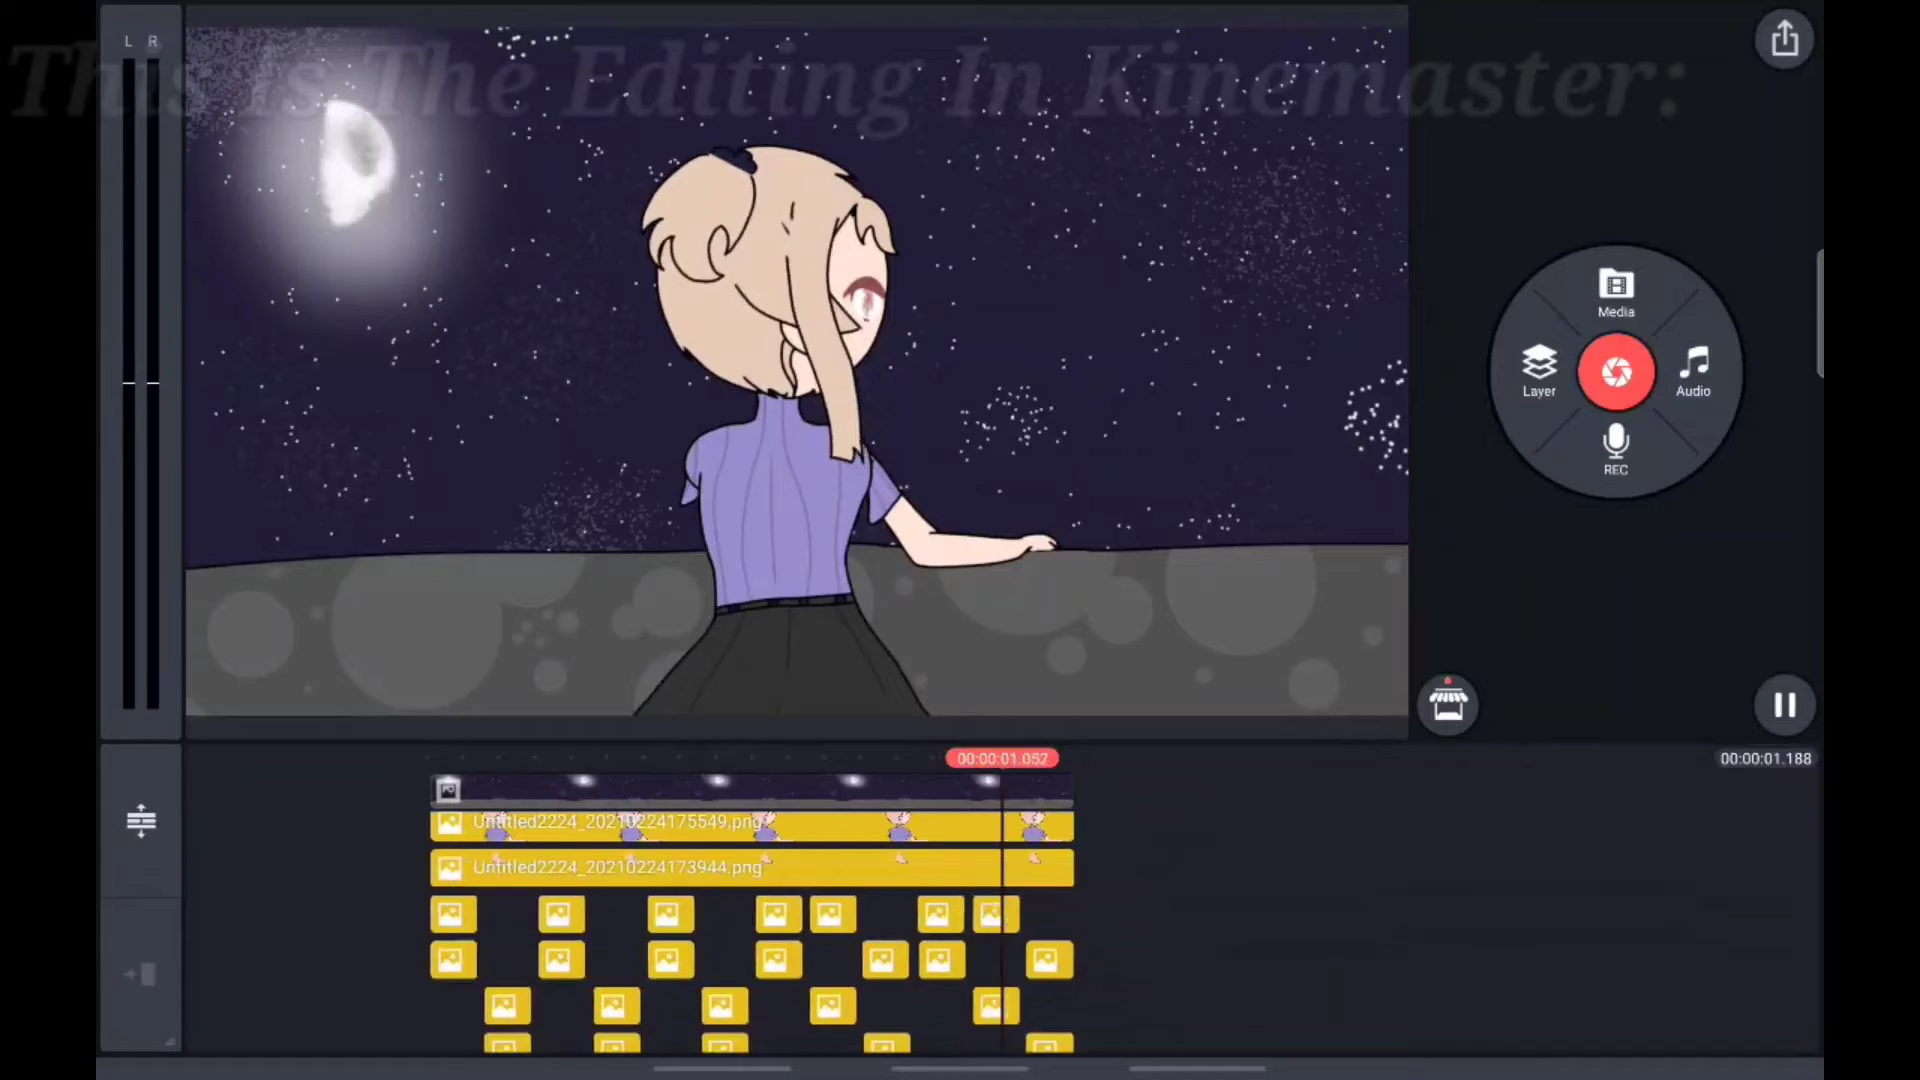 L R
This Is The Editing In Kinemaster:
Media
Layer
Audio
REC
00:00:01.052
00:00:01.188
Untitled2224_20210224175549.png
Untitled2224_20210224173944.png